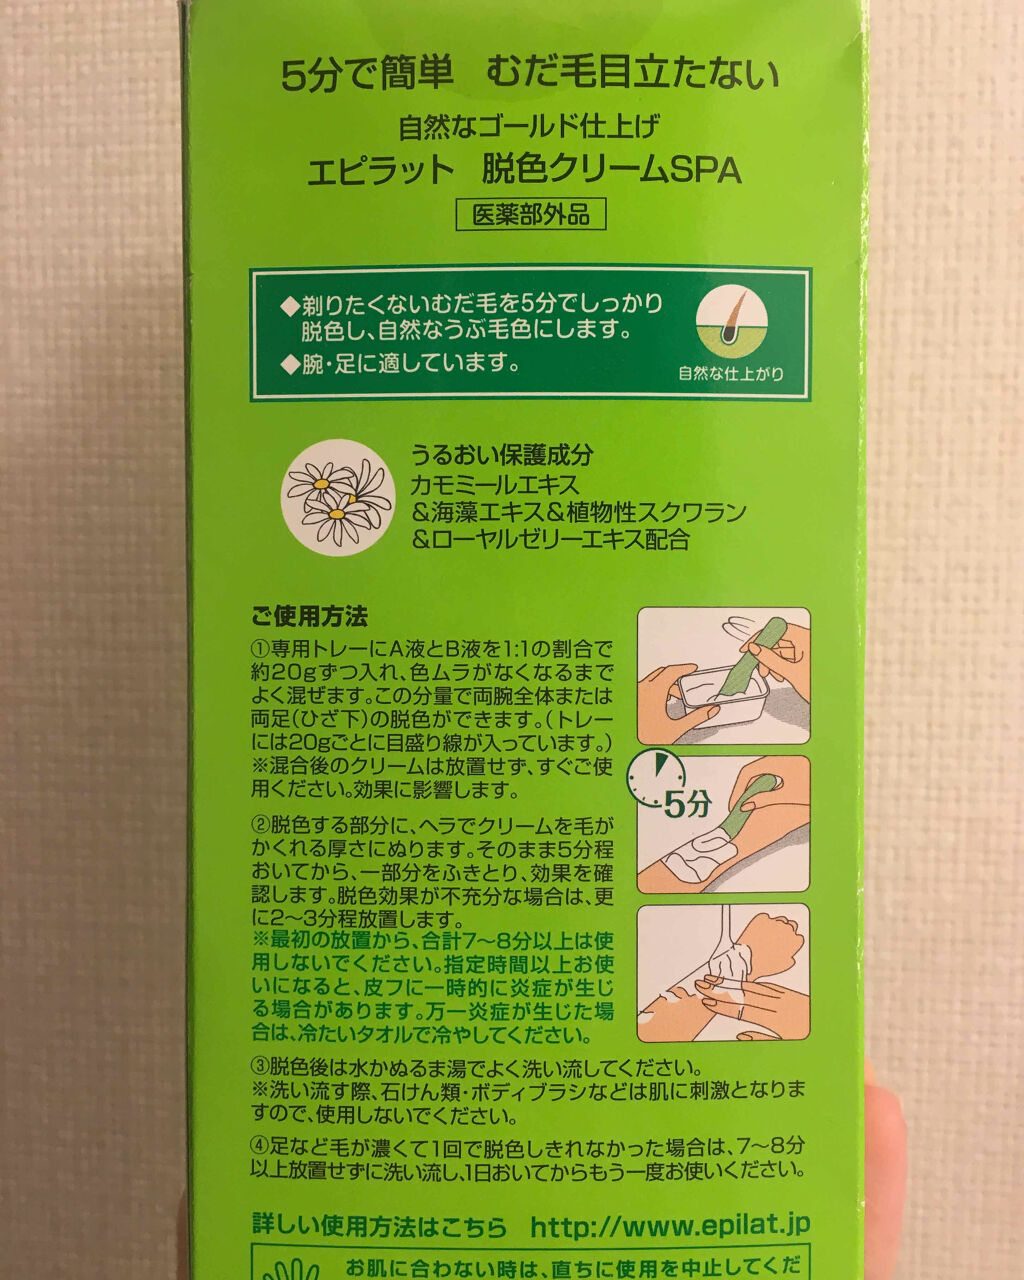 5分で簡単 むだ毛目立たない
自然なゴールド仕上げ
エピラット 脱色クリームSPA
医薬部外品
◆剃りたくないむだ毛を5分でしっかり
脱色し、自然なうぶ毛色にします。
◆腕・足に適しています。
自然な仕上がり
うるおい保護成分
カモミールエキス
&海藻エキス&植物性スクワラン
&ローヤルゼリーエキス配合
ご使用方法
①専用トレーにA液とB液を1:1の割合で
約20gずつ入れ、色ムラがなくなるまで
よく混ぜます。この分量で両腕全体または
両足(ひざ下)の脱色ができます。(トレー
には20gごとに目盛り線が入っています。)
※混合後のクリームは放置せず、すぐご使
用ください。効果に影響します。
5分
②脱色する部分に、ヘラでクリームを毛が
かくれる厚さにぬります。そのまま5分程
おいてから、一部分をふきとり、効果を確
認します。脱色効果が不充分な場合は、更
に2〜3分程放置します。
※最初の放置から、合計7〜8分以上は使
用しないでください。指定時間以上お使
いになると、皮フに一時的に炎症が生じ
る場合があります。万一炎症が生じた場
合は、冷たいタオルで冷やしてください。
③脱色後は水かぬるま湯でよく洗い流してください。
※洗い流す際、石けん類・ボディブラシなどは肌に刺激となりま
すので、使用しないでください。
④足など毛が濃くて1回で脱色しきれなかった場合は、7〜8分
以上放置せずに洗い流し、1日おいてからもう一度お使いください。
詳しい使用方法はこちら http://www.epilat.jp
お肌に合わない時は、直ちに使用を中止してくだ